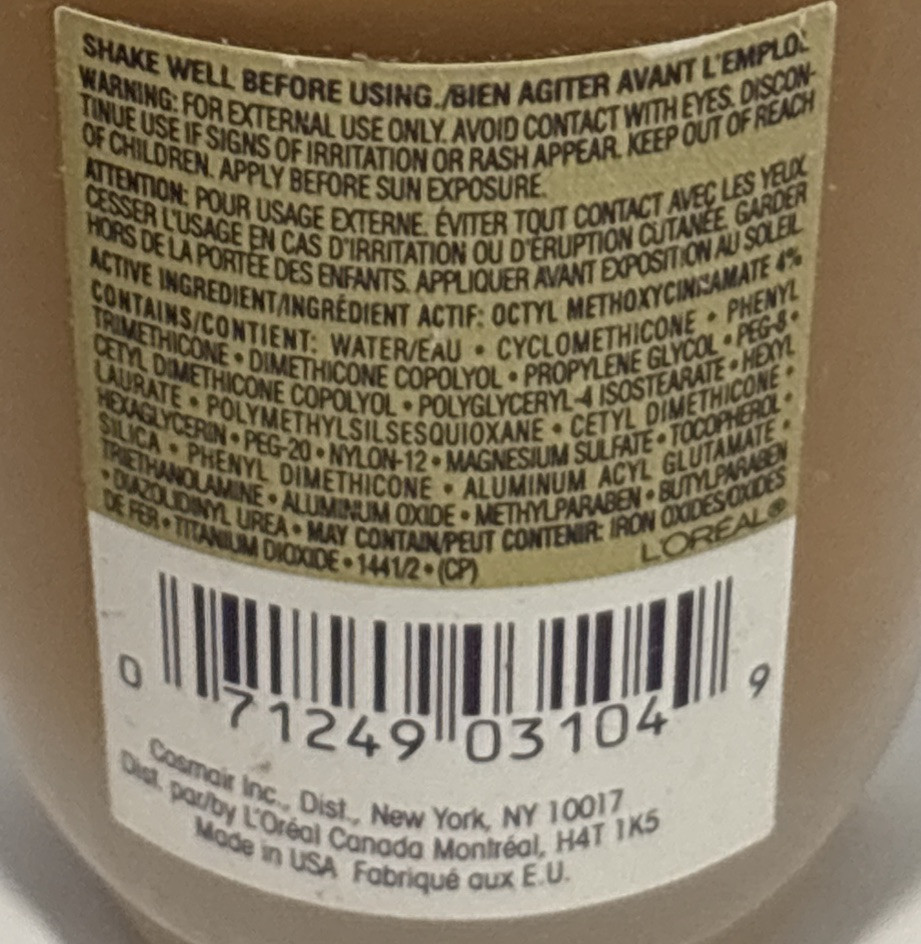 SHAKE WELL BEFORE USING./BIEN AGITER AVANT L'EMPLOI.
WARNING: FOR EXTERNAL USE ONLY. AVOID CONTACT WITH EYES. DISCON-
TINUE USE IF SIGNS OF IRRITATION OR RASH APPEAR. KEEP OUT OF REACH
OF CHILDREN. APPLY BEFORE SUN EXPOSURE.
ATTENTION: POUR USAGE EXTERNE. ÉVITER TOUT CONTACT AVEC LES YEUX.
CESSER L'USAGE EN CAS D'IRRITATION OU D'ÉRUPTION CUTANÉE. GARDER
HORS DE LA PORTÉE DES ENFANTS. APPLIQUER AVANT EXPOSITION AU SOLEIL.
ACTIVE INGREDIENT/INGRÉDIENT ACTIF: OCTYL METHOXYCINNAMATE 4%
CONTAINS/CONTIENT: WATER/EAU • CYCLOMETHICONE • PHENYL
TRIMETHICONE • DIMETHICONE COPOLYOL • PROPYLENE GLYCOL • PEG-8 •
CETYL DIMETHICONE COPOLYOL • POLYGLYCERYL-4 ISOSTEARATE • HEXYL
LAURATE • POLYMETHYLSILSESQUIOXANE • CETYL DIMETHICONE •
HEXAGLYCERIN • PEG-20 • NYLON-12 • MAGNESIUM SULFATE • TOCOPHEROL •
SILICA • PHENYL DIMETHICONE • ALUMINUM ACYL GLUTAMATE •
TRIETHANOLAMINE • ALUMINUM OXIDE • METHYLPARABEN • BUTYLPARABEN
• DIAZOLIDINYL UREA • MAY CONTAIN/PEUT CONTENIR: IRON OXIDES/OXIDES
DE FER • TITANIUM DIOXIDE • 1441/2 • (CP)
L'ORÉAL®
0 71249 03104 9
Cosmair Inc., Dist., New York, NY 10017
Dist. par/by L'Oréal Canada Montréal, H4T 1K5
Made in USA Fabriqué aux E.U.